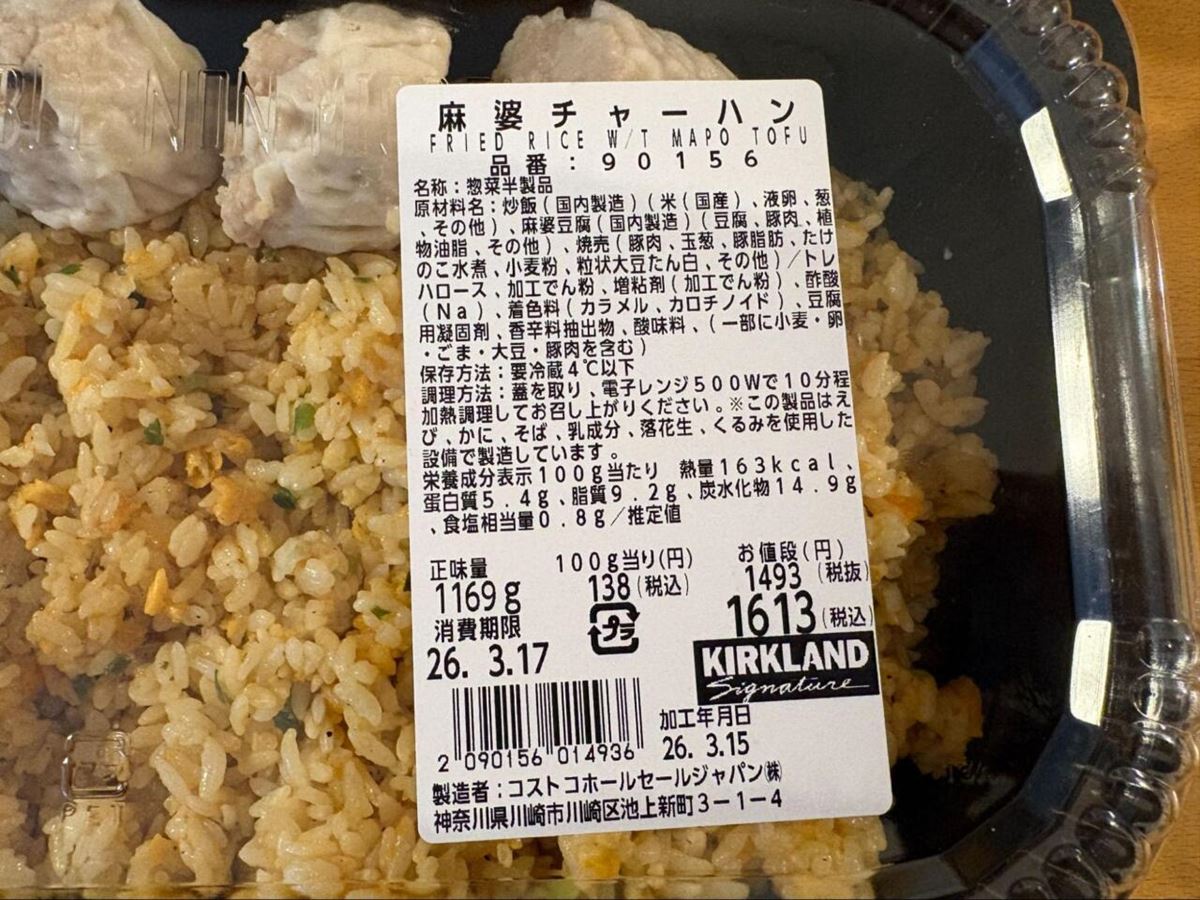 麻婆チャーハン
FRIED RICE W/T MAPO TOFU
品番：90156
名称：惣菜半製品
原材料名：炒飯（国内製造）（米（国産）、液卵、葱
、その他）、麻婆豆腐（国内製造）（豆腐、豚肉、植
物油脂、その他）、焼売（豚肉、玉葱、豚脂肪、たけ
のこ水煮、小麦粉、粒状大豆たん白、その他）／トレ
ハロース、加工でん粉、増粘剤（加工でん粉）、酢酸
（Na）、着色料（カラメル、カロチノイド）、豆腐
用凝固剤、香辛料抽出物、酸味料、（一部に小麦・卵
・ごま・大豆・豚肉を含む）
保存方法：要冷蔵4℃以下
調理方法：蓋を取り、電子レンジ500Wで10分程
加熱調理してお召し上がりください。※この製品はえ
び、かに、そば、乳成分、落花生、くるみを使用した
設備で製造しています。
栄養成分表示100g当たり 熱量163kcal、
蛋白質5.4g、脂質9.2g、炭水化物14.9g
、食塩相当量0.8g／推定値
正味量 100g当り(円) お値段(円)
1169g 138(税込) 1493 (税抜)
1613(税込)
消費期限 プラ
26. 3.17
KIRKLAND
Signature
2 090156 014936
加工年月日
26. 3.15
製造者：コストコホールセールジャパン㈱
神奈川県川崎市川崎区池上新町3－1－4
PET